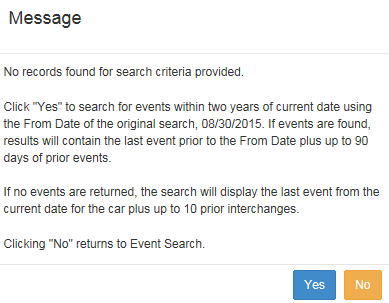 Message
No records found for search criteria provided.
Click "Yes" to search for events within two years of current date using
the From Date of the original search, 08/30/2015. If events are found,
results will contain the last event prior to the From Date plus up to 90
days of prior events.
If no events are returned, the search will display the last event from the
current date for the car plus up to 10 prior interchanges.
Clicking "No" returns to Event Search.
Yes No